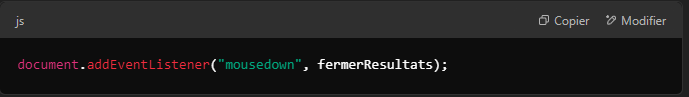 js
Copier
Modifier
document.addEventListener("mousedown", fermerResultats);